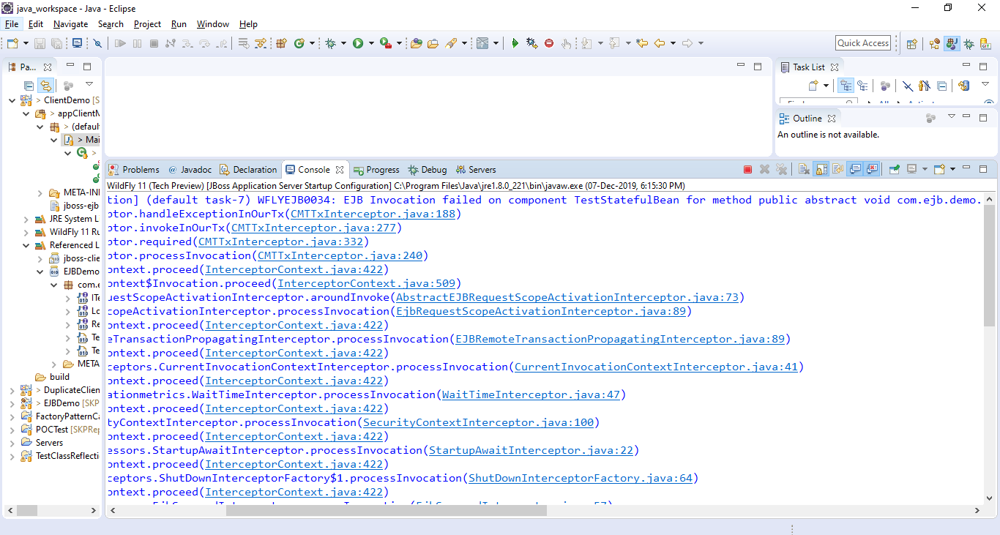 java_workspace - Java - Eclipse
File Edit Navigate Search Project Run Window Help
Quick Access
Pa...
> ClientDemo [S
> appClientM
> (defaul
> Mai
>
META-INI
jboss-ejb
JRE System L
WildFly 11 Ru
Referenced L
jboss-clie
EJBDemo
com.e
ITe
Lo
Re
Te
Te
META
build
> DuplicateClien
> EJBDemo [SKP
FactoryPatternCa
POCTest [SKPRep
Servers
TestClassReflecti
Task List
Outline
An outline is not available.
Problems @ Javadoc Declaration Console Progress Debug Servers
WildFly 11 (Tech Preview) [JBoss Application Server Startup Configuration] C:\Program Files\Java\jre1.8.0_221\bin\javaw.exe (07-Dec-2019, 6:15:30 PM)
tion] (default task-7) WFLYEJB0034: EJB Invocation failed on component TestStatefulBean for method public abstract void com.ejb.demo.
ptor.handleExceptionInOurTx(CMTTxInterceptor.java:188)
ptor.invokeInOurTx(CMTTxInterceptor.java:277)
ptor.required(CMTTxInterceptor.java:332)
ptor.processInvocation(CMTTxInterceptor.java:240)
ontext.proceed(InterceptorContext.java:422)
ontext$Invocation.proceed(InterceptorContext.java:509)
uestScopeActivationInterceptor.aroundInvoke(AbstractEJBRequestScopeActivationInterceptor.java:73)
copeActivationInterceptor.processInvocation(EjbRequestScopeActivationInterceptor.java:89)
ontext.proceed(InterceptorContext.java:422)
eTransactionPropagatingInterceptor.processInvocation(EJBRemoteTransactionPropagatingInterceptor.java:89)
ontext.proceed(InterceptorContext.java:422)
ceptors.CurrentInvocationContextInterceptor.processInvocation(CurrentInvocationContextInterceptor.java:41)
ontext.proceed(InterceptorContext.java:422)
ationmetrics.WaitTimeInterceptor.processInvocation(WaitTimeInterceptor.java:47)
ontext.proceed(InterceptorContext.java:422)
tyContextInterceptor.processInvocation(SecurityContextInterceptor.java:100)
ontext.proceed(InterceptorContext.java:422)
essors.StartupAwaitInterceptor.processInvocation(StartupAwaitInterceptor.java:22)
ontext.proceed(InterceptorContext.java:422)
ceptors.ShutDownInterceptorFactory$1.processInvocation(ShutDownInterceptorFactory.java:64)
ontext.proceed(InterceptorContext.java:422)